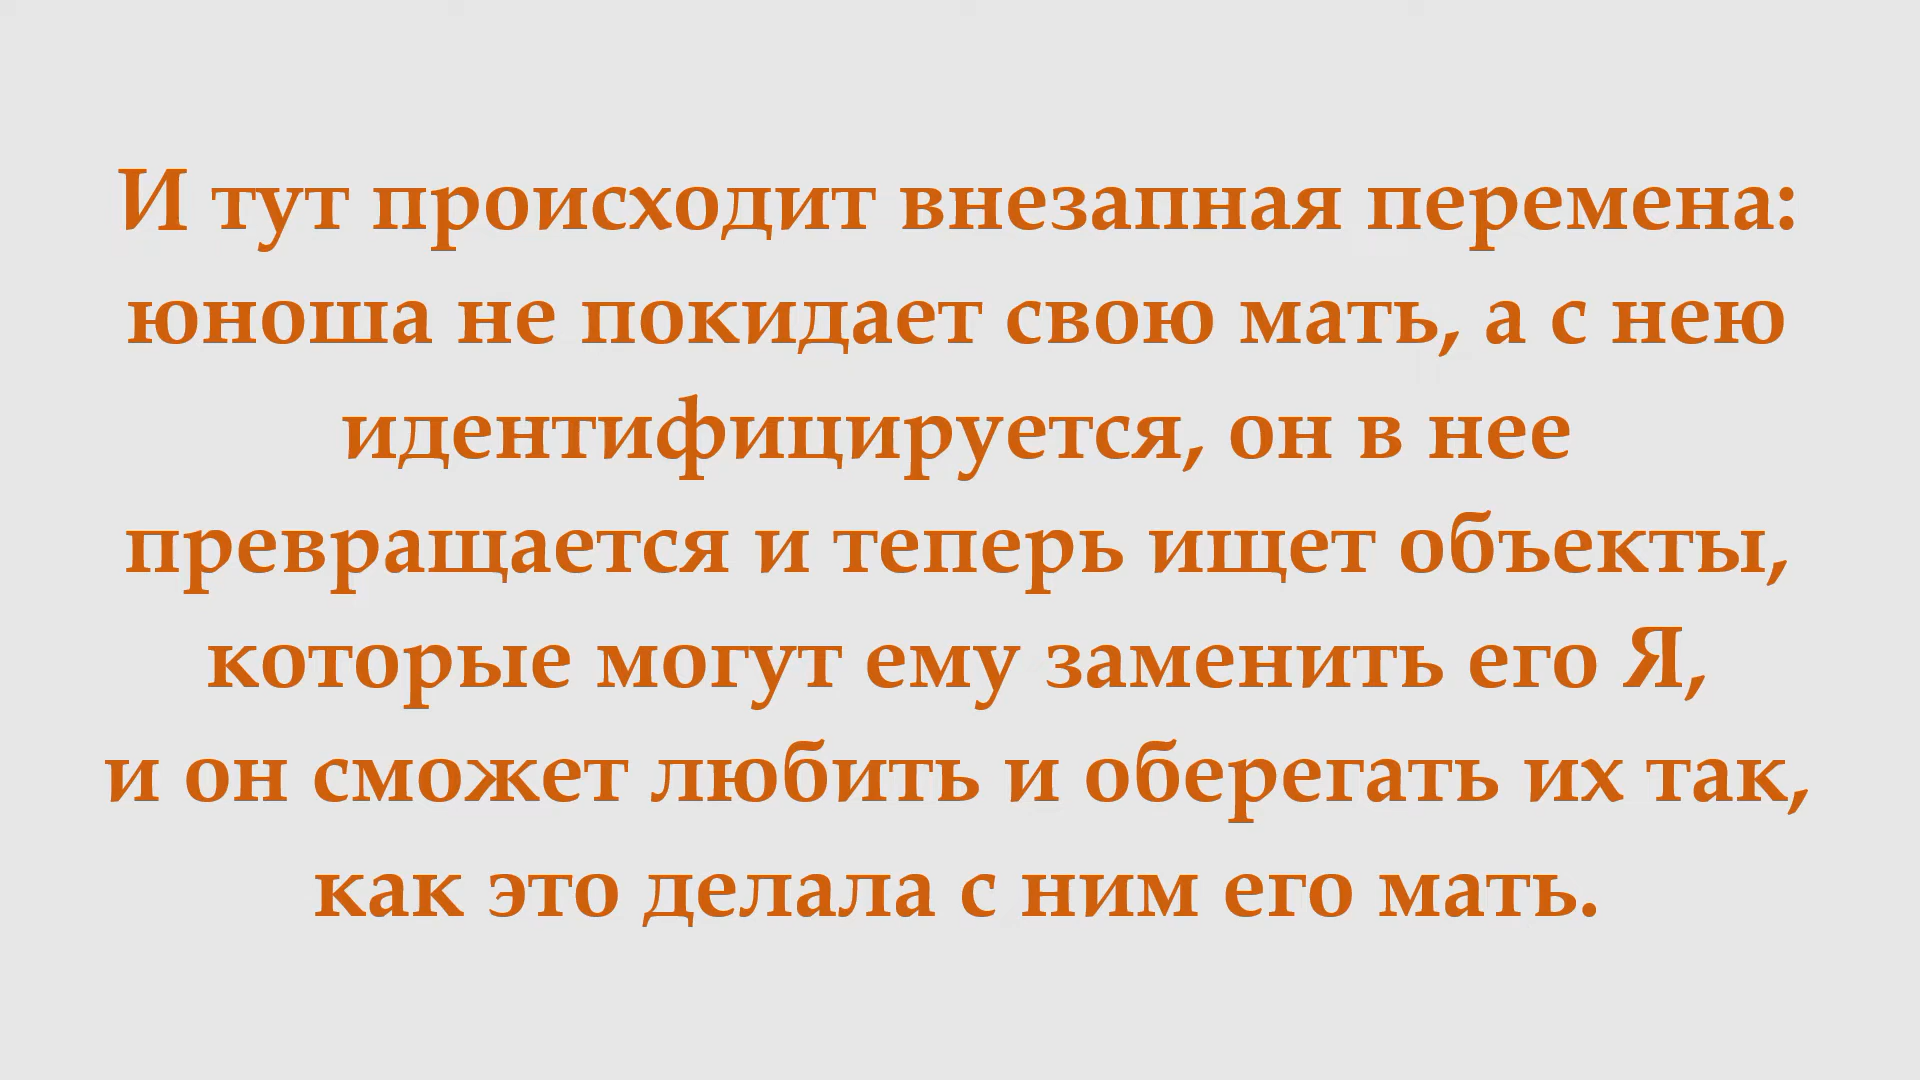 И тут происходит внезапная перемена:
юноша не покидает свою мать, а с нею
идентифицируется, он в нее
превращается и теперь ищет объекты,
которые могут ему заменить его Я,
и он сможет любить и оберегать их так,
как это делала с ним его мать.